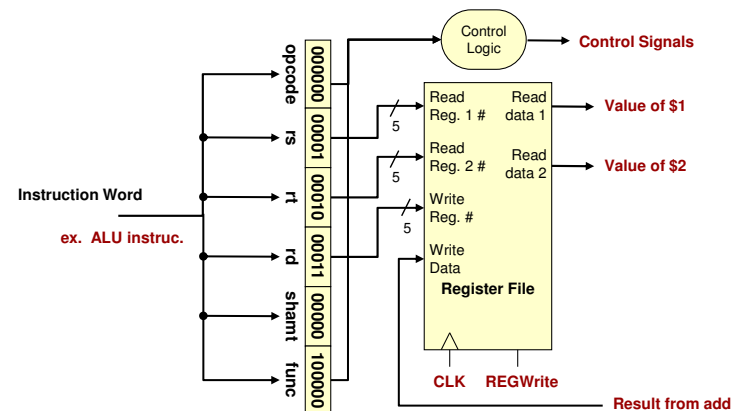 Control
Logic
Control Signals
opcode
000000
rs
00001
rt
00010
rd
00011
shamt
00000
func
100000
Instruction Word
ex. ALU instruc.
5
5
5
Read
Reg. 1 #
Read
data 1
Value of $1
Read
Reg. 2 #
Read
data 2
Value of $2
Write
Reg. #
Write
Data
Register File
CLK
REGWrite
Result from add